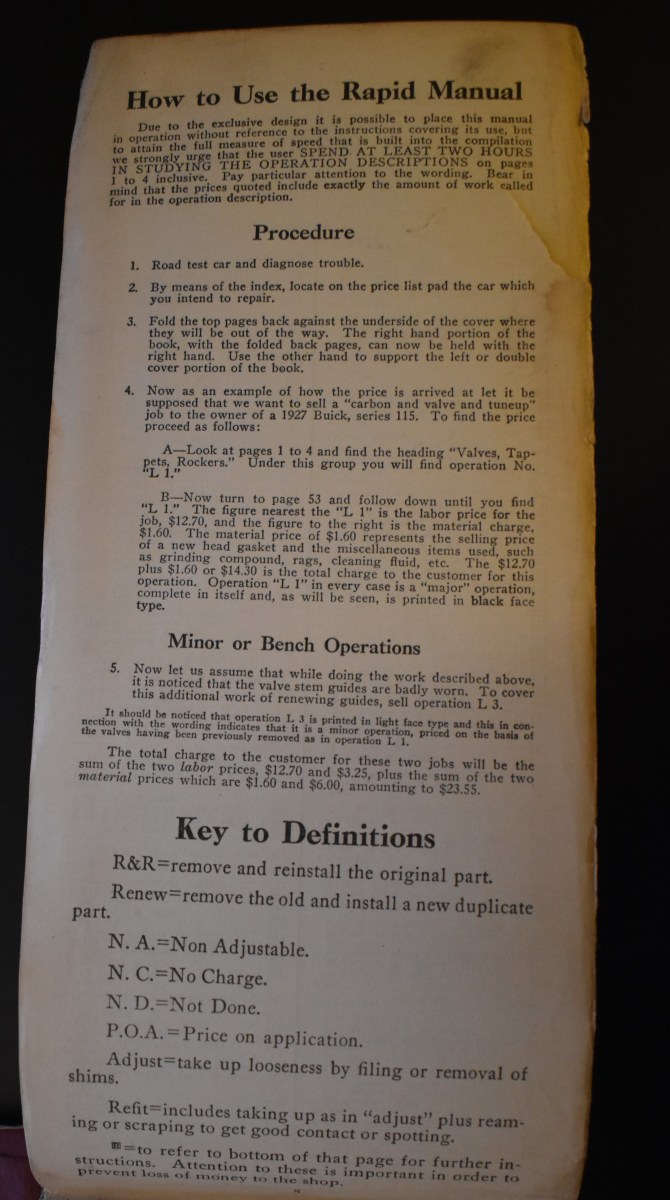 How to Use the Rapid Manual
Due to the exclusive design it is possible to place this manual
in operation without reference to the instructions covering its use, but
to attain the full measure of speed that is built into the compilation
we strongly urge that the user SPEND AT LEAST TWO HOURS
IN STUDYING THE OPERATION DESCRIPTIONS on pages
1 to 4 inclusive. Pay particular attention to the wording. Bear in
mind that the prices quoted include exactly the amount of work called
for in the operation description.
Procedure
1. Road test car and diagnose trouble.
2. By means of the index, locate on the price list pad the car which
you intend to repair.
3. Fold the top pages back against the underside of the cover where
they will be out of the way. The right hand portion of the
book, with the folded back pages, can now be held with the
right hand. Use the other hand to support the left or double
cover portion of the book.
4. Now as an example of how the price is arrived at let it be
supposed that we want to sell a "carbon and valve and tuneup"
job to the owner of a 1927 Buick, series 115. To find the price
proceed as follows:
A—Look at pages 1 to 4 and find the heading "Valves, Tap-
pets, Rockers." Under this group you will find operation No.
"L 1."
B—Now turn to page 53 and follow down until you find
"L 1." The figure nearest the "L 1" is the labor price for the
job, $12.70, and the figure to the right is the material charge,
$1.60. The material price of $1.60 represents the selling price
of a new head gasket and the miscellaneous items used, such
as grinding compound, rags, cleaning fluid, etc. The $12.70
plus $1.60 or $14.30 is the total charge to the customer for this
operation. Operation "L 1" in every case is a "major" operation,
complete in itself and, as will be seen, is printed in black face
type.
Minor or Bench Operations
5. Now let us assume that while doing the work described above,
it is noticed that the valve stem guides are badly worn. To cover
this additional work of renewing guides, sell operation L 3.
It should be noticed that operation L 3 is printed in light face type and this in con-
nection with the wording indicates that it is a minor operation, priced on the basis of
the valves having been previously removed as in operation L 1.
The total charge to the customer for these two jobs will be the
sum of the two labor prices, $12.70 and $3.25, plus the sum of the two
material prices which are $1.60 and $6.00, amounting to $23.55.
Key to Definitions
R&R=remove and reinstall the original part.
Renew=remove the old and install a new duplicate
part.
N. A.=Non Adjustable.
N. C.=No Charge.
N. D.=Not Done.
P.O.A.=Price on application.
Adjust=take up looseness by filing or removal of
shims.
Refit=includes taking up as in "adjust" plus ream-
ing or scraping to get good contact or spotting.
=to refer to bottom of that page for further in-
structions. Attention to these is important in order to
prevent loss of money to the shop.